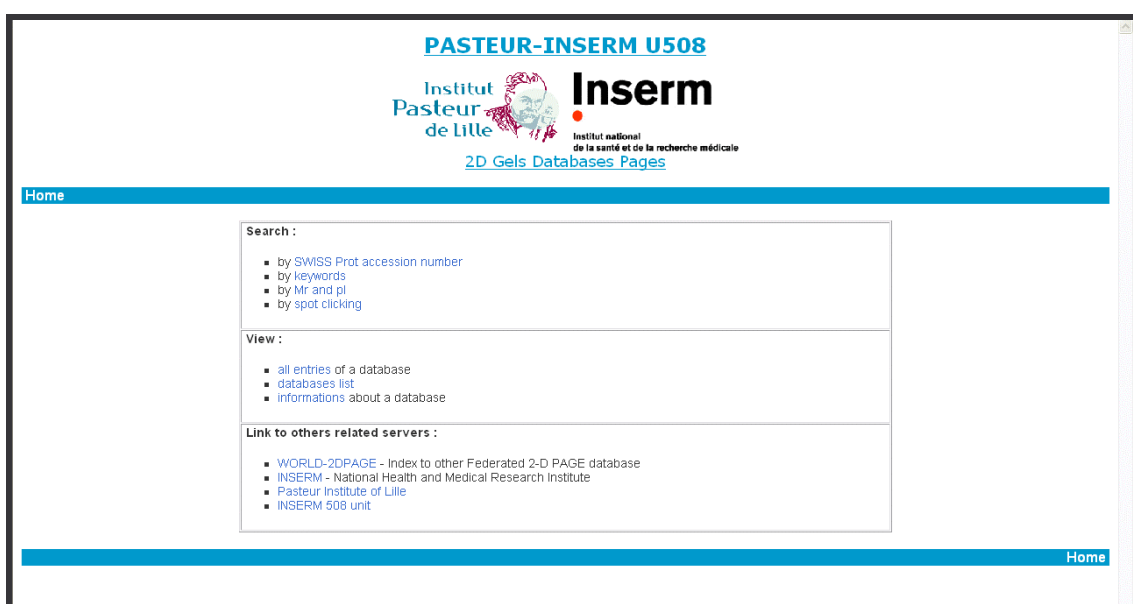 PASTEUR-INSERM U508
Institut
Pasteur
de Lille
Inserm
Institut national
de la santé et de la recherche médicale
2D Gels Databases Pages
Home
Search :
by SWISS Prot accession number
by keywords
by Mr and pI
by spot clicking
View :
all entries of a database
databases list
informations about a database
Link to others related servers :
WORLD-2DPAGE - Index to other Federated 2-D PAGE database
INSERM - National Health and Medical Research Institute
Pasteur Institute of Lille
INSERM 508 unit
Home